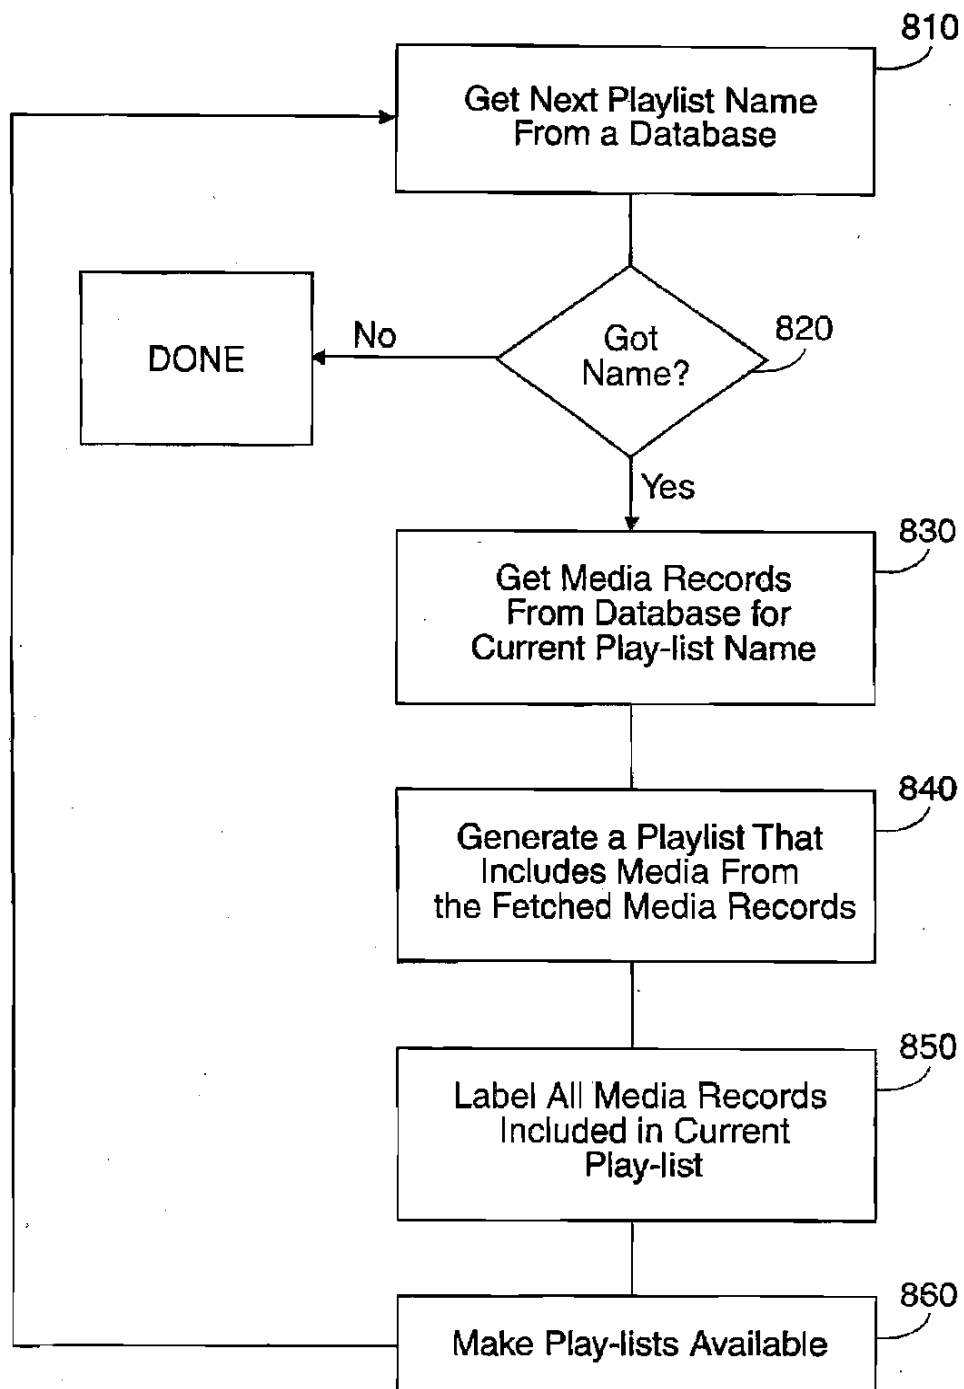 810
Get Next Playlist Name
From a Database
DONE
No
Got
Name?
820
Yes
830
Get Media Records
From Database for
Current Play-list Name
840
Generate a Playlist That
Includes Media From
the Fetched Media Records
850
Label All Media Records
Included in Current
Play-list
860
Make Play-lists Available